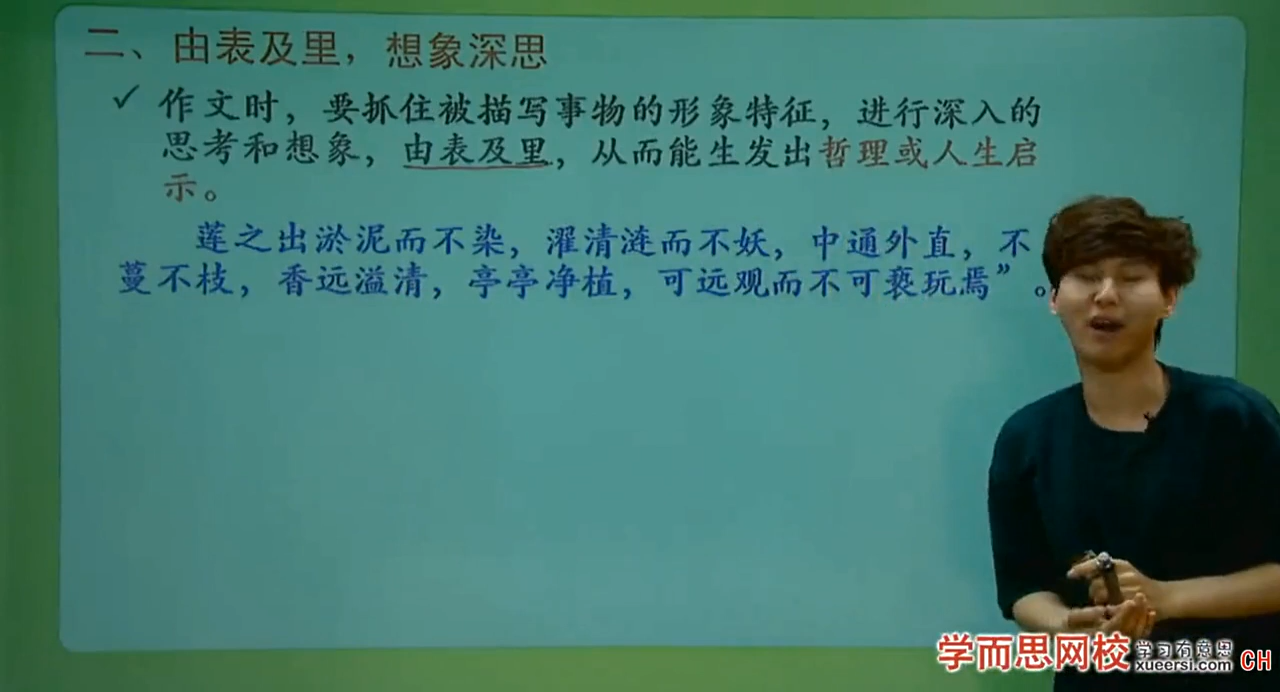 二、由表及里，想象深思
✓ 作文时，要抓住被描写事物的形象特征，进行深入的
思考和想象，由表及里，从而能生发出哲理或人生启
示。
莲之出淤泥而不染，濯清涟而不妖，中通外直，不
蔓不枝，香远溢清，亭亭净植，可远观而不可亵玩焉”。
学而思网校 学习有意思
xueersi.com CH